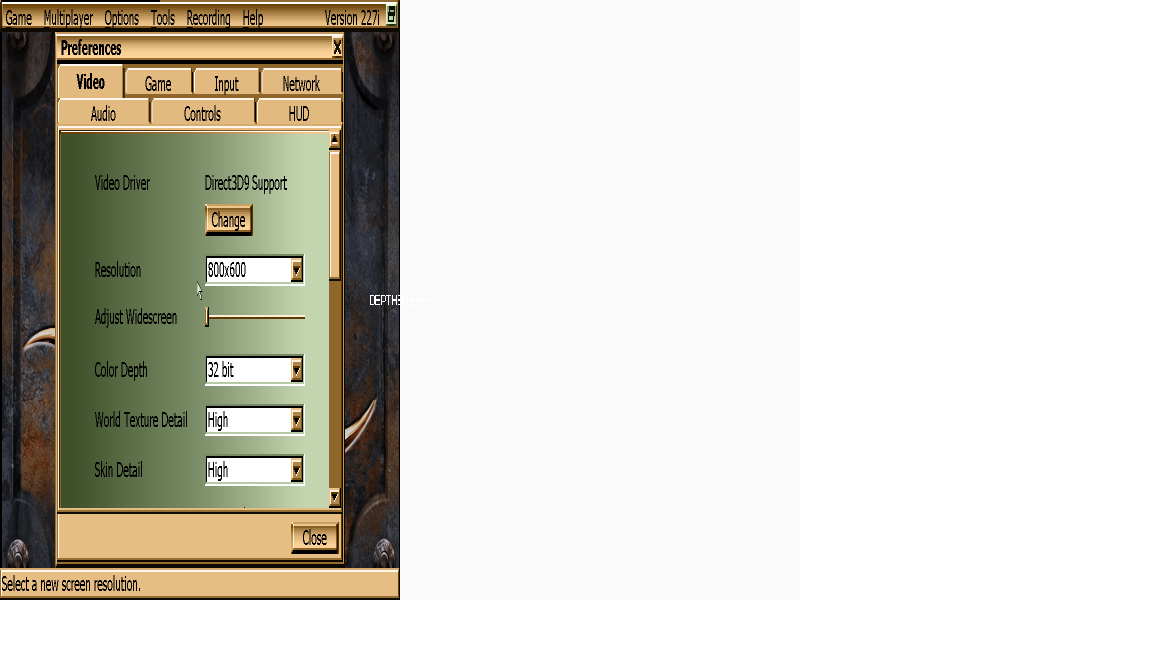 Game Multiplayer Options Tools Recording Help Version 227i
Preferences X
Video Game Input Network
Audio Controls HUD
Video Driver Direct3D9 Support
Change
Resolution 800x600
Adjust Widescreen
Color Depth 32 bit
World Texture Detail High
Skin Detail High
Close
Select a new screen resolution.